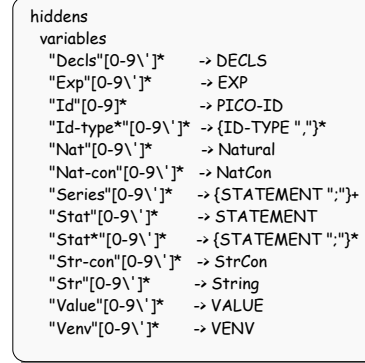 hiddens
variables
"Decls"[0-9\']* -> DECLS
"Exp"[0-9\']* -> EXP
"Id"[0-9]* -> PICO-ID
"Id-type*"[0-9\']* -> {ID-TYPE ","}*
"Nat"[0-9\']* -> Natural
"Nat-con"[0-9\']* -> NatCon
"Series"[0-9\']* -> {STATEMENT ";"}+
"Stat"[0-9\']* -> STATEMENT
"Stat*"[0-9\']* -> {STATEMENT ";"}*
"Str-con"[0-9\']* -> StrCon
"Str"[0-9\']* -> String
"Value"[0-9\']* -> VALUE
"Venv"[0-9\']* -> VENV